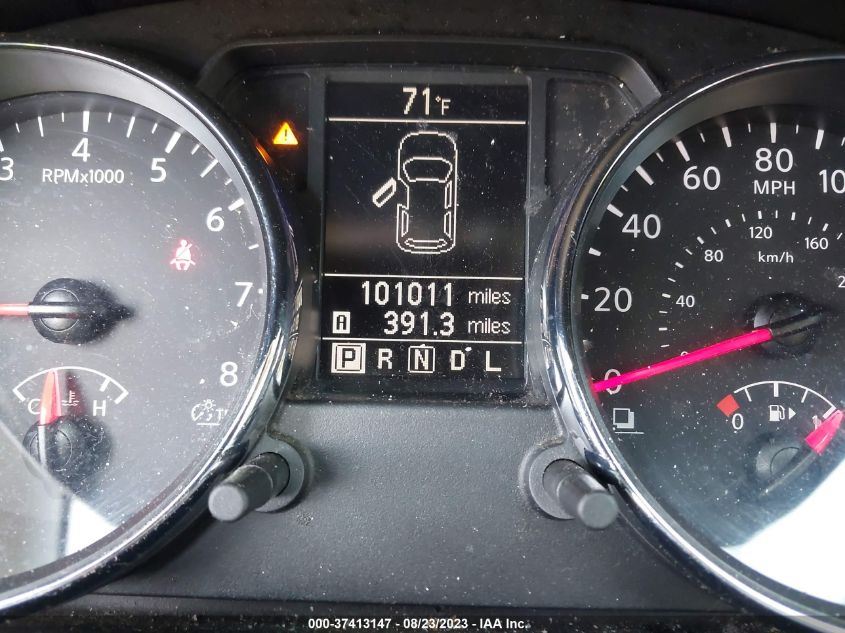 71°F
3 4 5 6 7 8
RPMx1000
C H
101011 miles
A 391.3 miles
P R N D L
0 20 40 60 80
MPH
40 80 120 160
km/h
0 1
000-37413147 - 08/23/2023 - IAA Inc.